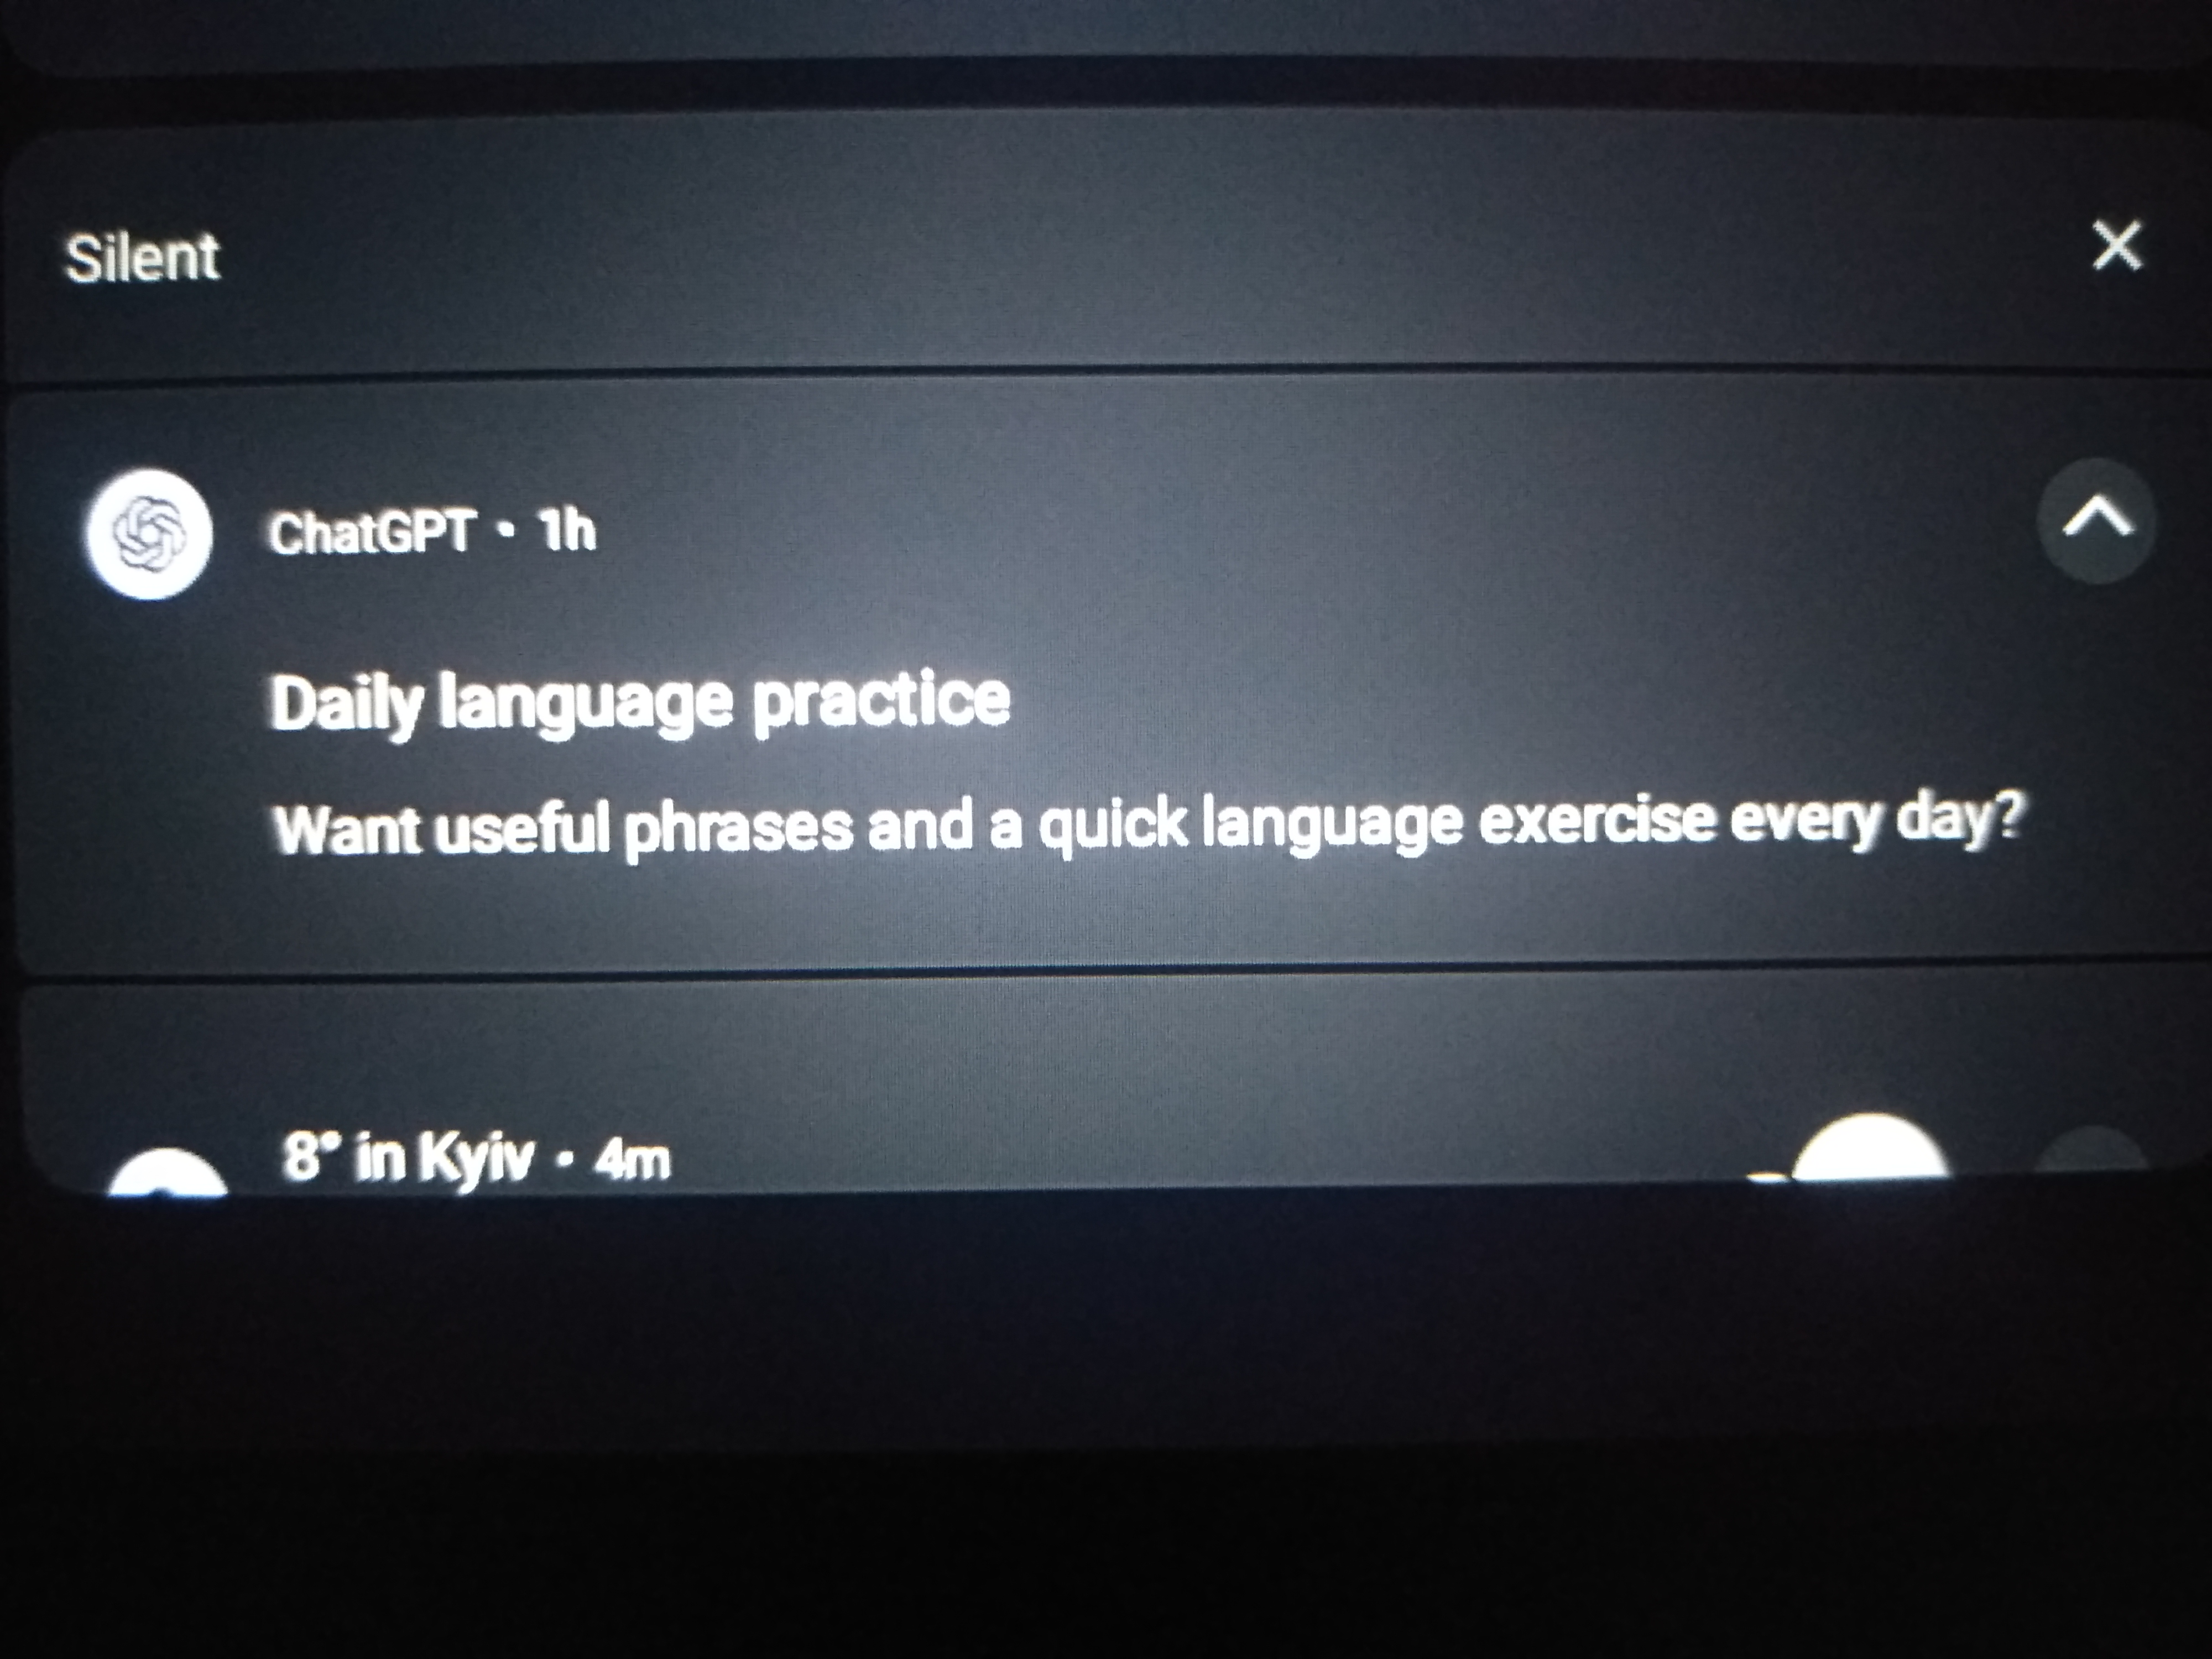 Silent
ChatGPT • 1h
Daily language practice
Want useful phrases and a quick language exercise every day?
8° in Kyiv • 4m